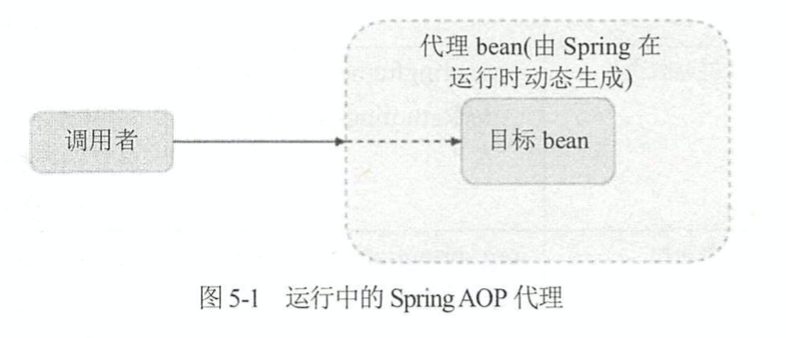 代理 bean(由 Spring 在
运行时动态生成)
调用者
目标 bean
图 5-1 运行中的 Spring AOP 代理